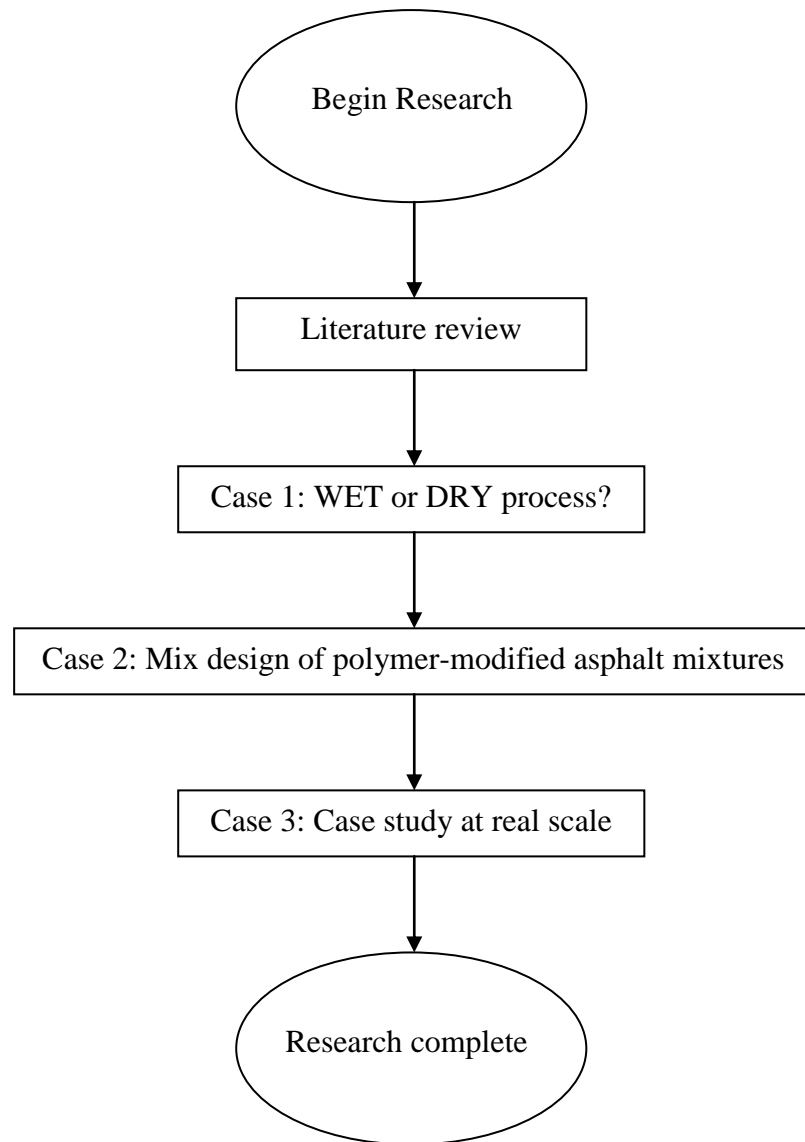 Begin Research
Literature review
Case 1: WET or DRY process?
Case 2: Mix design of polymer-modified asphalt mixtures
Case 3: Case study at real scale
Research complete